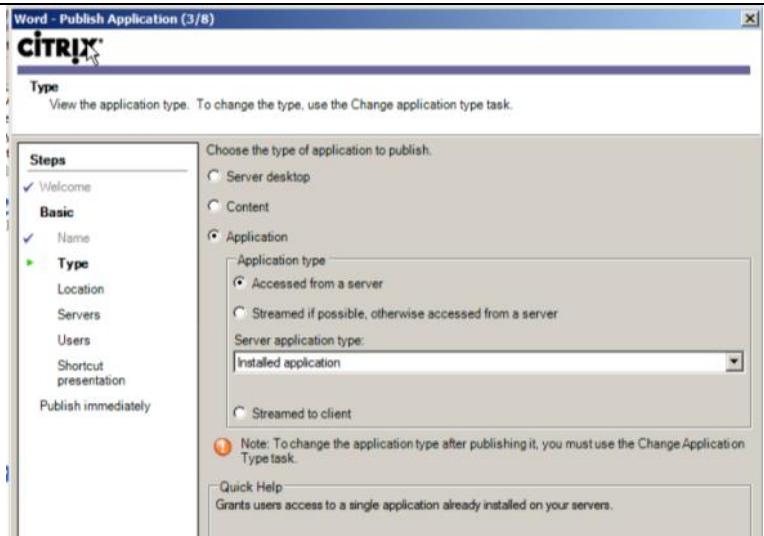 Word - Publish Application (3/8)
CİTRIX
Type
View the application type. To change the type, use the Change application type task.
Steps
Welcome
Basic
Name
Type
Location
Servers
Users
Shortcut
presentation
Publish immediately
Choose the type of application to publish.
Server desktop
Content
Application
Application type
Accessed from a server
Streamed if possible, otherwise accessed from a server
Server application type:
Installed application
Streamed to client
Note: To change the application type after publishing it, you must use the Change Application
Type task.
Quick Help
Grants users access to a single application already installed on your servers.